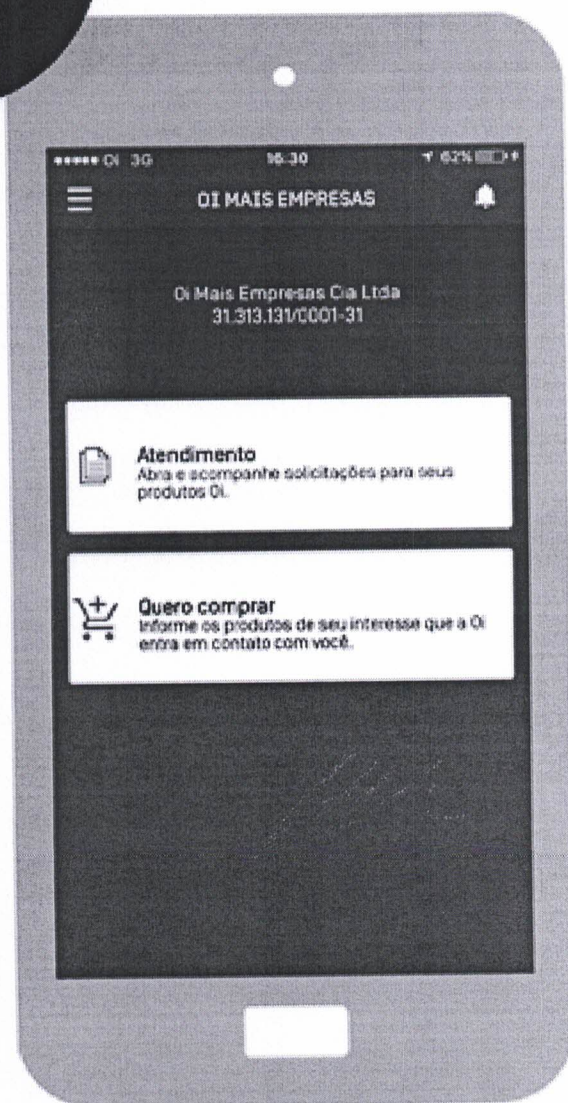 Oi 3G 16:30 62%
OI MAIS EMPRESAS
Oi Mais Empresas Cia Ltda
31.313.131/0001-31
Atendimento
Abra e acompanhe solicitações para seus
produtos Oi.
Quero comprar
Informe os produtos de seu interesse que a Oi
entra em contato com você.